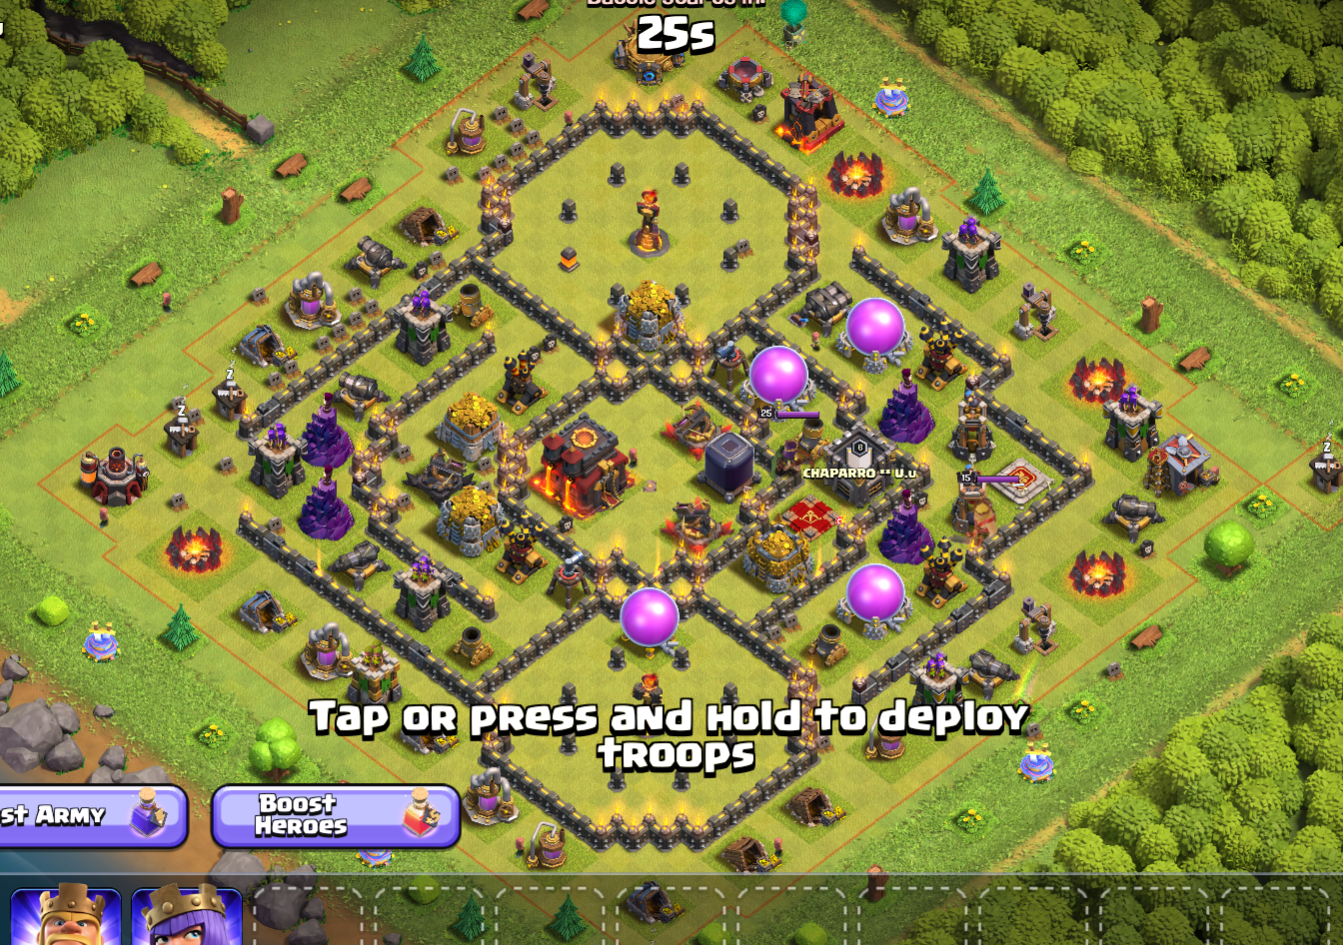 25s
25
CHAPARRO •• U.u
15
z
z
z
Tap or press and hold to deploy
troops
st Army
Boost
Heroes